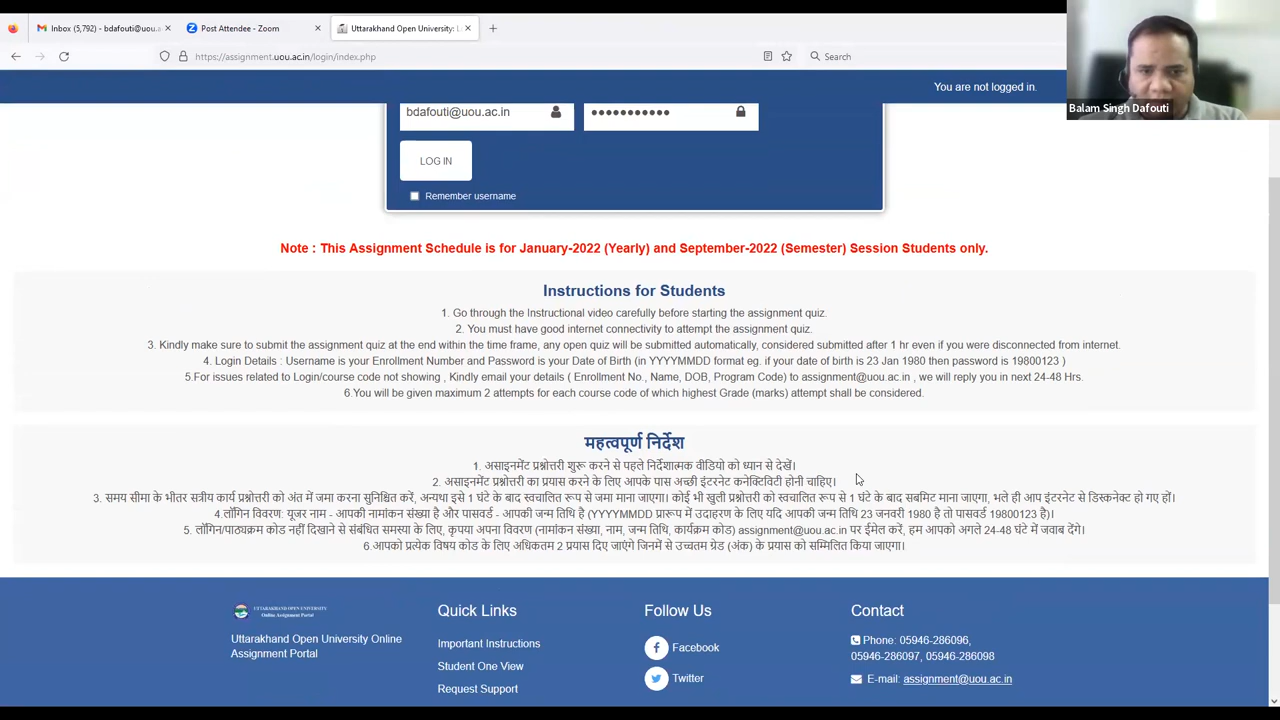 Inbox (5,792) - bdafouti@uou.a
Post Attendee - Zoom
Uttarakhand Open University:
https://assignment.uou.ac.in/login/index.php
Search
You are not logged in.
Balam Singh Dafouti
bdafouti@uou.ac.in
•••••••••••
LOG IN
Remember username
Note : This Assignment Schedule is for January-2022 (Yearly) and September-2022 (Semester) Session Students only.
Instructions for Students
1. Go through the Instructional video carefully before starting the assignment quiz.
2. You must have good internet connectivity to attempt the assignment quiz.
3. Kindly make sure to submit the assignment quiz at the end within the time frame, any open quiz will be submitted automatically, considered submitted after 1 hr even if you were disconnected from internet.
4. Login Details : Username is your Enrollment Number and Password is your Date of Birth (in YYYYMMDD format eg. if your date of birth is 23 Jan 1980 then password is 19800123 )
5.For issues related to Login/course code not showing , Kindly email your details ( Enrollment No., Name, DOB, Program Code) to assignment@uou.ac.in , we will reply you in next 24-48 Hrs.
6.You will be given maximum 2 attempts for each course code of which highest Grade (marks) attempt shall be considered.
महत्वपूर्ण निर्देश
1. असाइनमेंट प्रश्नोत्तरी शुरू करने से पहले निर्देशात्मक वीडियो को ध्यान से देखें।
2. असाइनमेंट प्रश्नोत्तरी का प्रयास करने के लिए आपके पास अच्छी इंटरनेट कनेक्टिविटी होनी चाहिए।
3. समय सीमा के भीतर सत्रीय कार्य प्रश्नोत्तरी को अंत में जमा करना सुनिश्चित करें, अन्यथा इसे 1 घंटे के बाद स्वचालित रूप से जमा माना जाएगा। कोई भी खुली प्रश्नोत्तरी को स्वचालित रूप से 1 घंटे के बाद सबमिट माना जाएगा, भले ही आप इंटरनेट से डिस्कनेक्ट हो गए हों।
4.लॉगिन विवरण: यूजर नाम - आपकी नामांकन संख्या है और पासवर्ड - आपकी जन्म तिथि है (YYYYMMDD प्रारूप में उदाहरण के लिए यदि आपकी जन्म तिथि 23 जनवरी 1980 है तो पासवर्ड 19800123 है)।
5. लॉगिन/पाठ्यक्रम कोड नहीं दिखाने से संबंधित समस्या के लिए, कृपया अपना विवरण (नामांकन संख्या, नाम, जन्म तिथि, कार्यक्रम कोड) assignment@uou.ac.in पर ईमेल करें, हम आपको अगले 24-48 घंटे में जवाब देंगे।
6.आपको प्रत्येक विषय कोड के लिए अधिकतम 2 प्रयास दिए जाएंगे जिनमें से उच्चतम ग्रेड (अंक) के प्रयास को सम्मिलित किया जाएगा।
UTTARAKHAND OPEN UNIVERSITY
Online Assignment Portal
Uttarakhand Open University Online
Assignment Portal
Quick Links
Important Instructions
Student One View
Request Support
Follow Us
Facebook
Twitter
Contact
Phone: 05946-286096,
05946-286097, 05946-286098
E-mail: assignment@uou.ac.in